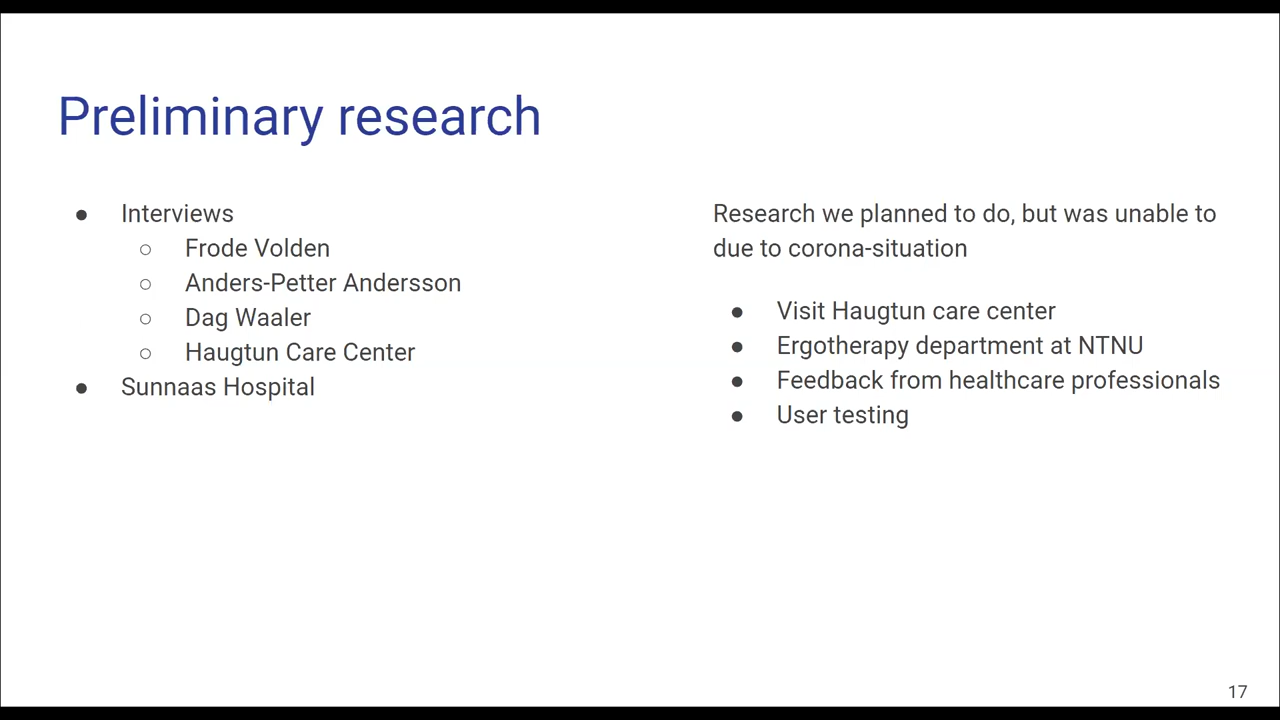 Preliminary research
● Interviews
○ Frode Volden
○ Anders-Petter Andersson
○ Dag Waaler
○ Haugtun Care Center
● Sunnaas Hospital
Research we planned to do, but was unable to
due to corona-situation
● Visit Haugtun care center
● Ergotherapy department at NTNU
● Feedback from healthcare professionals
● User testing
17